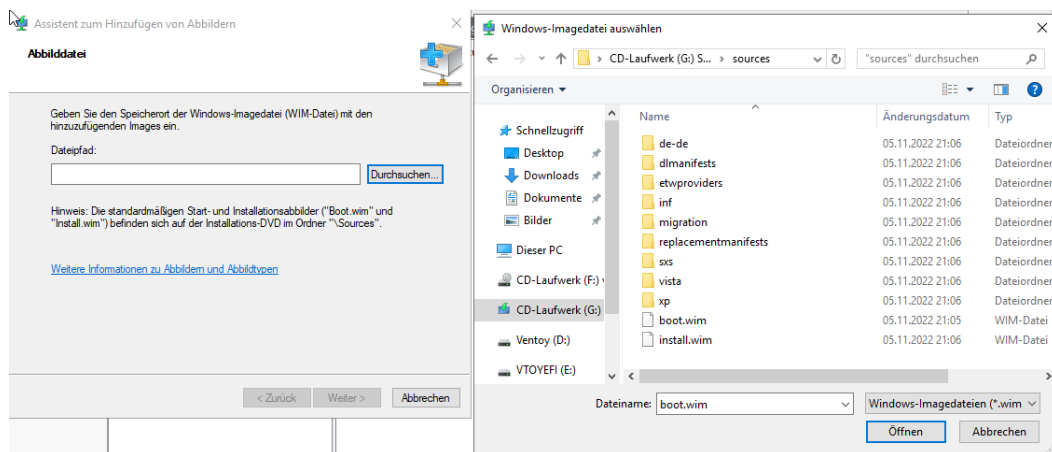 Assistent zum Hinzufügen von Abbildern
Abbilddatei
Geben Sie den Speicherort der Windows-Imagedatei (WIM-Datei) mit den
hinzuzufügenden Images ein.
Dateipfad:
Durchsuchen...
Hinweis: Die standardmäßigen Start- und Installationsabbilder ("Boot.wim" und
"Install.wim") befinden sich auf der Installations-DVD im Ordner "\Sources".
Weitere Informationen zu Abbildern und Abbildtypen
< Zurück Weiter > Abbrechen
Windows-Imagedatei auswählen
CD-Laufwerk (G:) S... > sources
"sources" durchsuchen
Organisieren
Schnellzugriff
Desktop
Downloads
Dokumente
Bilder
Dieser PC
CD-Laufwerk (F:)
CD-Laufwerk (G:)
Ventoy (D:)
VTOYEFI (E:)
Name Änderungsdatum Typ
de-de 05.11.2022 21:06 Dateiordner
dlmanifests 05.11.2022 21:06 Dateiordner
etwproviders 05.11.2022 21:06 Dateiordner
inf 05.11.2022 21:06 Dateiordner
migration 05.11.2022 21:06 Dateiordner
replacementmanifests 05.11.2022 21:06 Dateiordner
sxs 05.11.2022 21:06 Dateiordner
vista 05.11.2022 21:06 Dateiordner
xp 05.11.2022 21:06 Dateiordner
boot.wim 05.11.2022 21:05 WIM-Datei
install.wim 05.11.2022 21:06 WIM-Datei
Dateiname: boot.wim
Windows-Imagedateien (*.wim
Öffnen Abbrechen